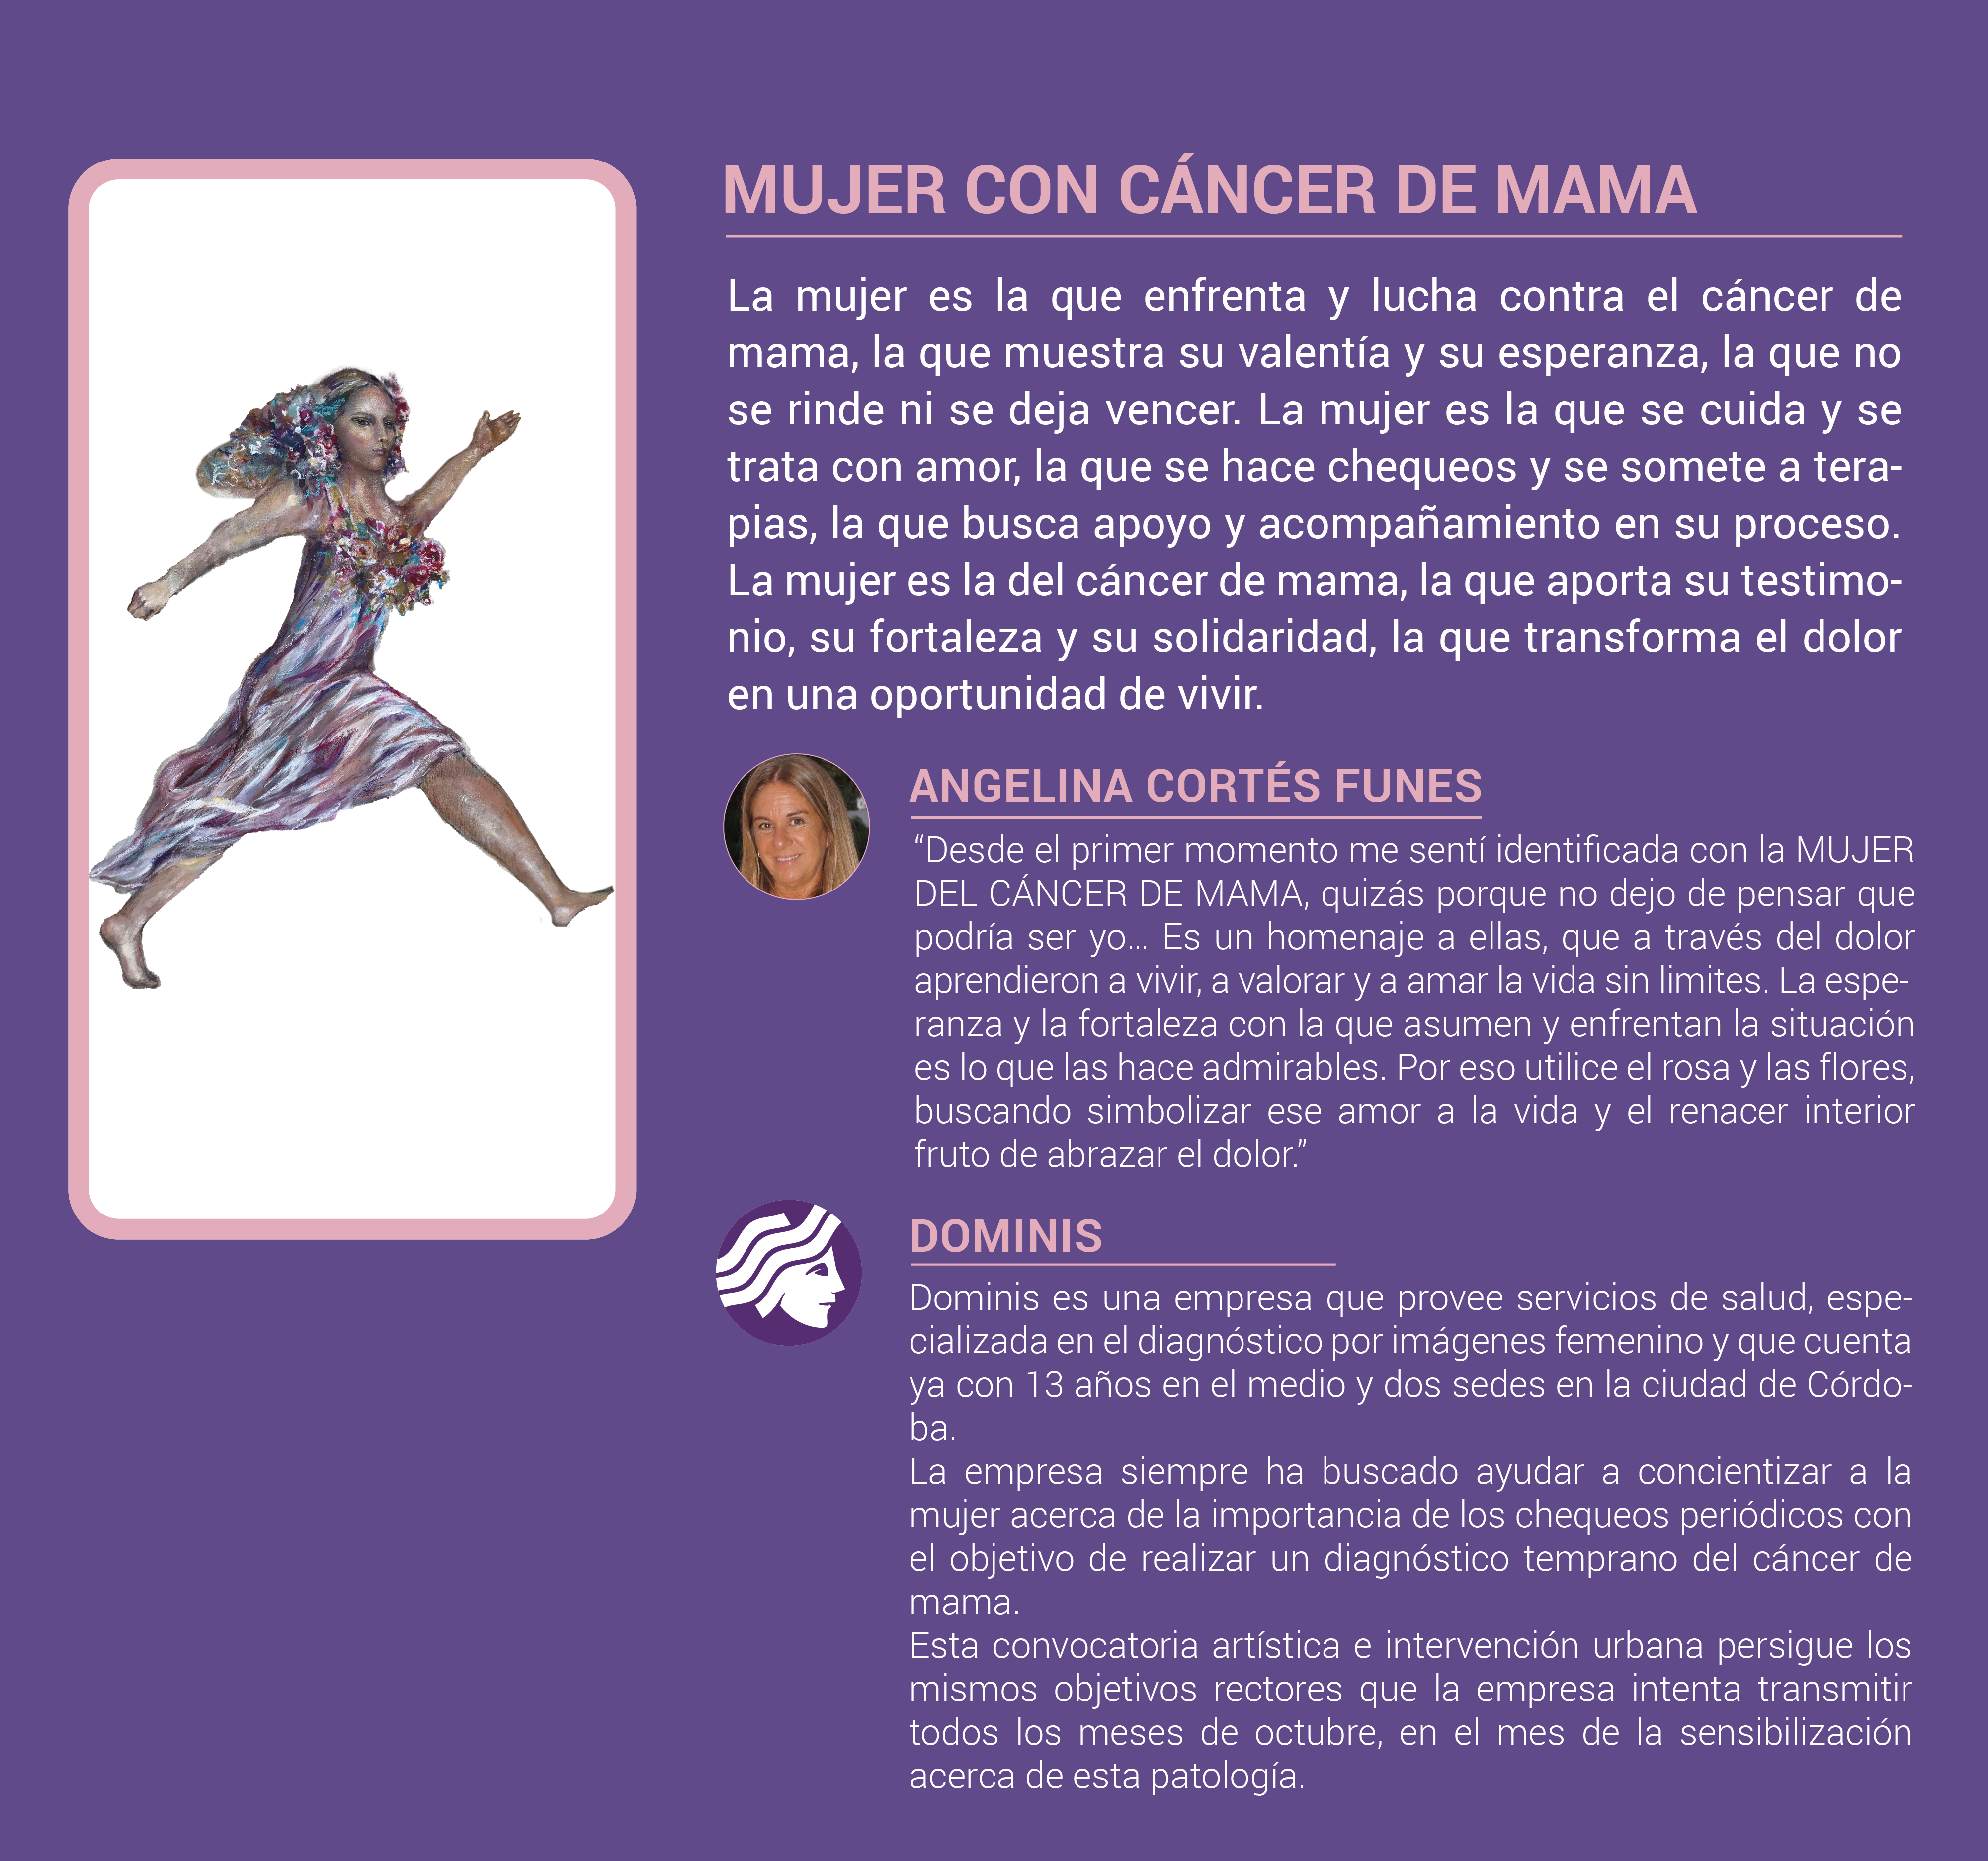 MUJER CON CÁNCER DE MAMA
La mujer es la que enfrenta y lucha contra el cáncer de
mama, la que muestra su valentía y su esperanza, la que no
se rinde ni se deja vencer. La mujer es la que se cuida y se
trata con amor, la que se hace chequeos y se somete a tera-
pias, la que busca apoyo y acompañamiento en su proceso.
La mujer es la del cáncer de mama, la que aporta su testimo-
nio, su fortaleza y su solidaridad, la que transforma el dolor
en una oportunidad de vivir.
ANGELINA CORTÉS FUNES
“Desde el primer momento me sentí identificada con la MUJER
DEL CÁNCER DE MAMA, quizás porque no dejo de pensar que
podría ser yo... Es un homenaje a ellas, que a través del dolor
aprendieron a vivir, a valorar y a amar la vida sin limites. La espe-
ranza y la fortaleza con la que asumen y enfrentan la situación
es lo que las hace admirables. Por eso utilice el rosa y las flores,
buscando simbolizar ese amor a la vida y el renacer interior
fruto de abrazar el dolor.”
DOMINIS
Dominis es una empresa que provee servicios de salud, espe-
cializada en el diagnóstico por imágenes femenino y que cuenta
ya con 13 años en el medio y dos sedes en la ciudad de Córdo-
ba.
La empresa siempre ha buscado ayudar a concientizar a la
mujer acerca de la importancia de los chequeos periódicos con
el objetivo de realizar un diagnóstico temprano del cáncer de
mama.
Esta convocatoria artística e intervención urbana persigue los
mismos objetivos rectores que la empresa intenta transmitir
todos los meses de octubre, en el mes de la sensibilización
acerca de esta patología.